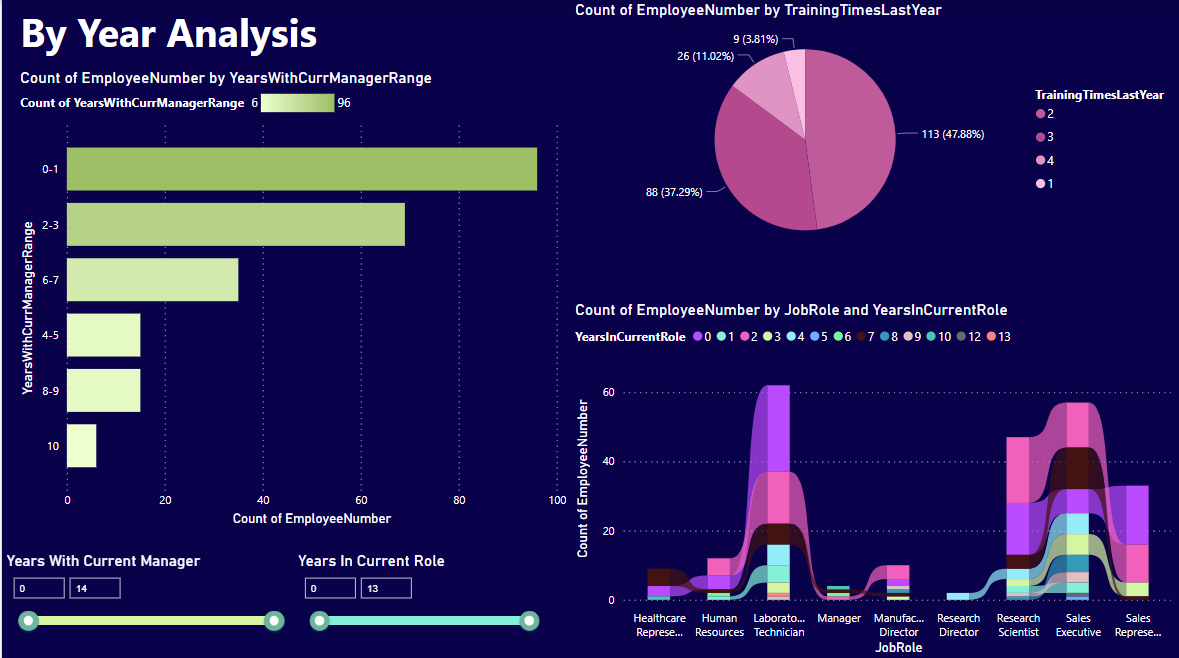 By Year Analysis
Count of EmployeeNumber by YearsWithCurrManagerRange
Count of YearsWithCurrManagerRange 6 96
YearsWithCurrManagerRange
0-1
2-3
6-7
4-5
8-9
10
0 20 40 60 80 100
Count of EmployeeNumber
Years With Current Manager
0 14
Years In Current Role
0 13
Count of EmployeeNumber by TrainingTimesLastYear
9 (3.81%)
26 (11.02%)
113 (47.88%)
88 (37.29%)
TrainingTimesLastYear
2
3
4
1
Count of EmployeeNumber by JobRole and YearsInCurrentRole
YearsInCurrentRole 0 1 2 3 4 5 6 7 8 9 10 12 13
Count of EmployeeNumber
60
40
20
0
Healthcare Human Laborato... Manager Manufac... Research Research Sales Sales
Represe... Resources Technician Director Director Scientist Executive Represe...
JobRole